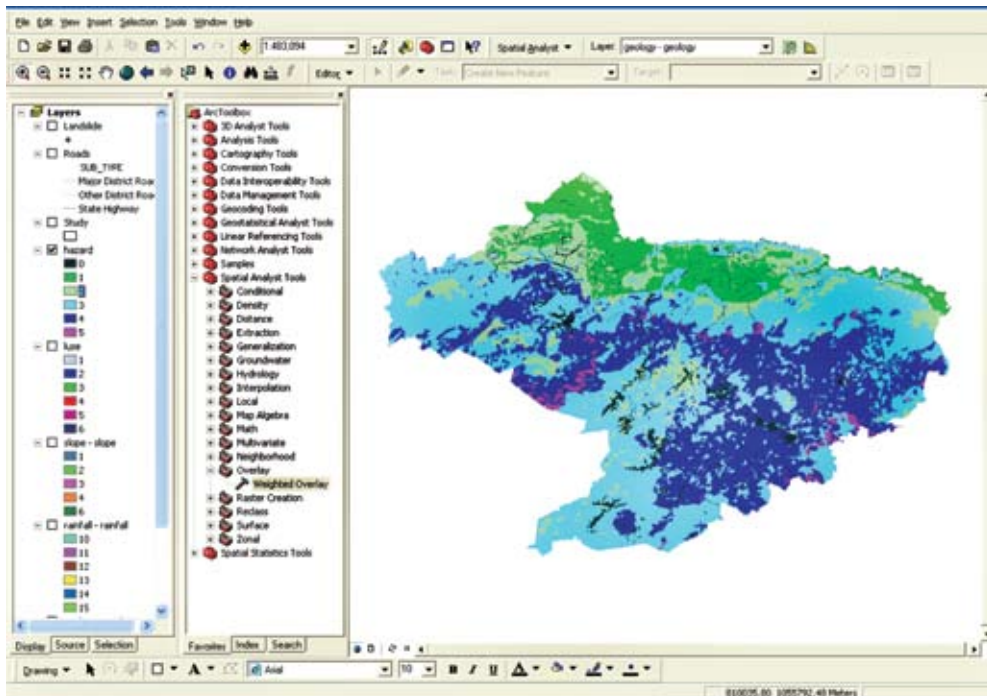 File Edit View Insert Selection Tools Window Help
1:483,094
Spatial Analyst
Layer: geology - geology
Editor
Task: Create New Feature
Target:
Layers
Landslide
Roads
SUB_TYPE
Major District Roa
Other District Roa
State Highway
Study
hazard
0
1
2
3
4
5
luse
1
2
3
4
5
6
slope - slope
1
2
3
4
6
rainfall - rainfall
10
11
12
13
14
15
Display Source Selection
ArcToolbox
3D Analyst Tools
Analysis Tools
Cartography Tools
Conversion Tools
Data Interoperability Tools
Data Management Tools
Geocoding Tools
Geostatistical Analyst Tools
Linear Referencing Tools
Network Analyst Tools
Samples
Spatial Analyst Tools
Conditional
Density
Distance
Extraction
Generalization
Groundwater
Hydrology
Interpolation
Local
Map Algebra
Math
Multivariate
Neighborhood
Overlay
Weighted Overlay
Raster Creation
Reclass
Surface
Zonal
Spatial Statistics Tools
Favorites Index Search
Drawing
A
Arial
10
B I U
A